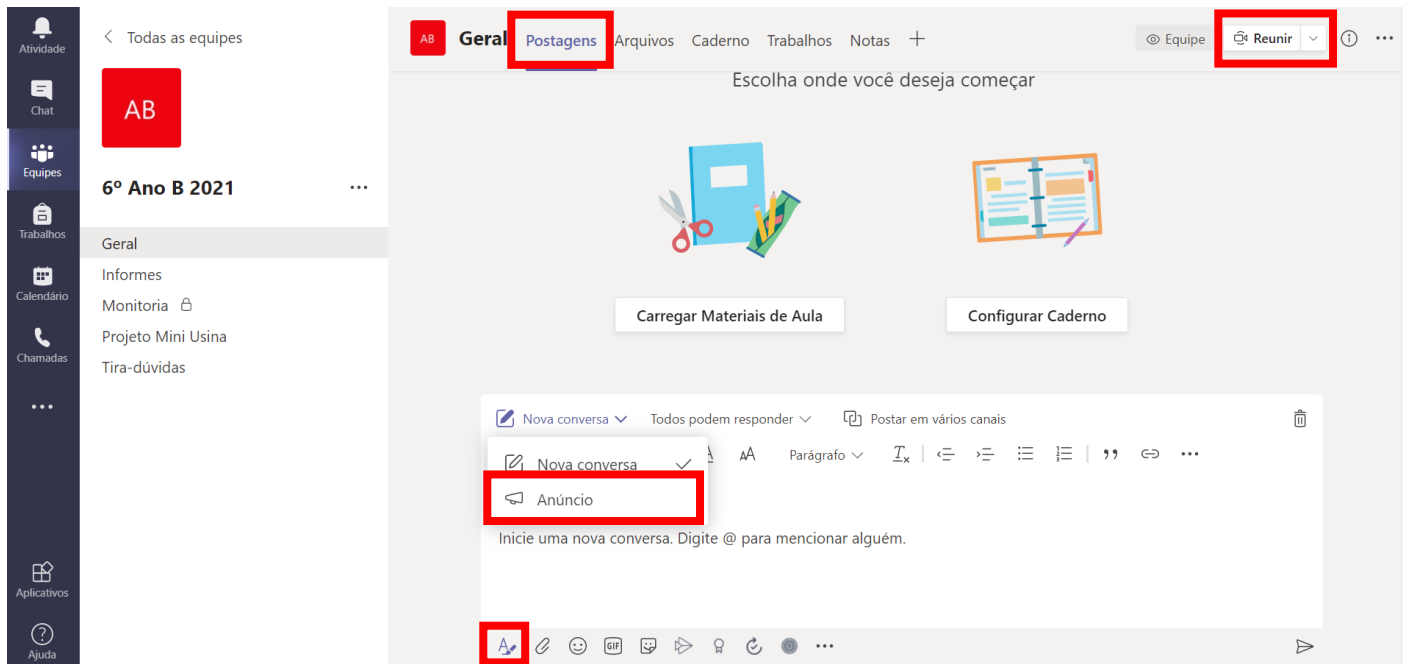 Atividade
Chat
Equipes
Trabalhos
Calendário
Chamadas
Aplicativos
Ajuda
Todas as equipes
AB
6º Ano B 2021
Geral
Informes
Monitoria
Projeto Mini Usina
Tira-dúvidas
AB Geral Postagens Arquivos Caderno Trabalhos Notas
Equipe Reunir
Escolha onde você deseja começar
Carregar Materiais de Aula Configurar Caderno
Nova conversa Todos podem responder Postar em vários canais
A AA Parágrafo Tx
Nova conversa
Anúncio
Inicie uma nova conversa. Digite @ para mencionar alguém.
GIF